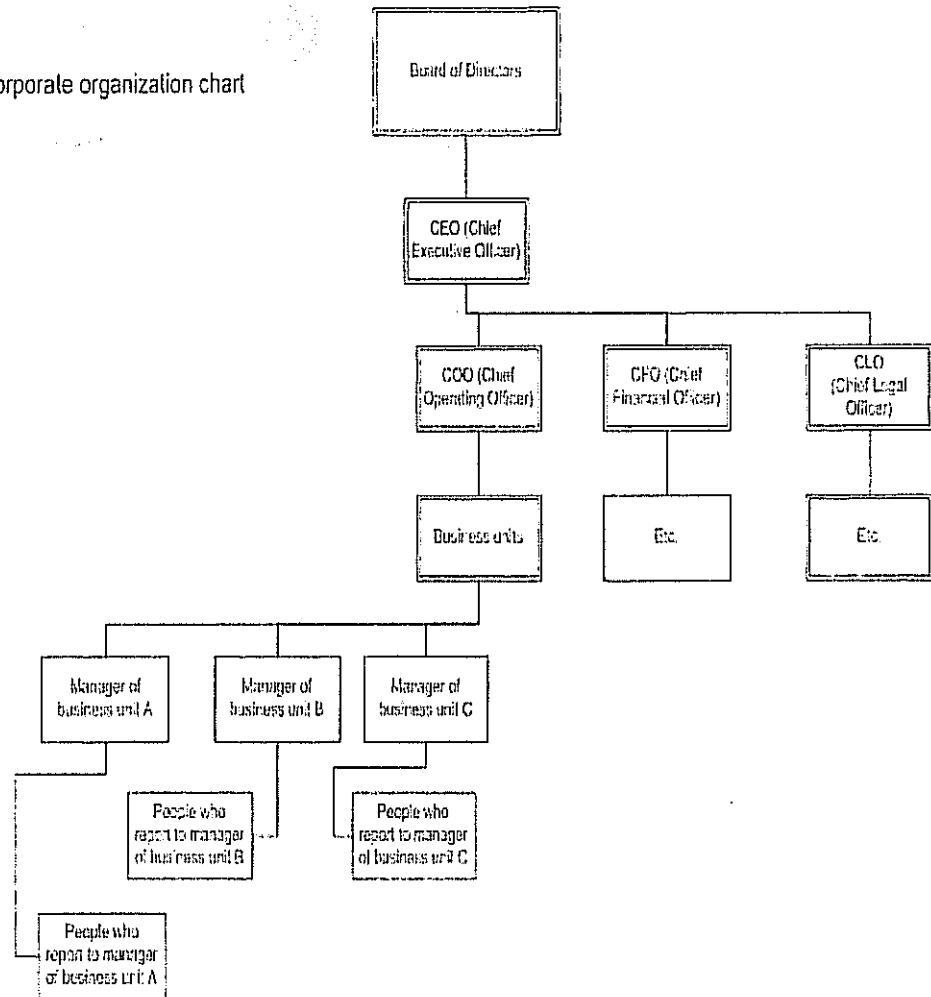 orporate organization chart
Board of Directors
CEO (Chief
Executive Officer)
COO (Chief
Operating Officer)
CFO (Chief
Financial Officer)
CLO
(Chief Legal
Officer)
Business units
Etc.
Etc.
Manager of
business unit A
Manager of
business unit B
Manager of
business unit C
People who
report to manager
of business unit B
People who
report to manager
of business unit C
People who
report to manager
of business unit A